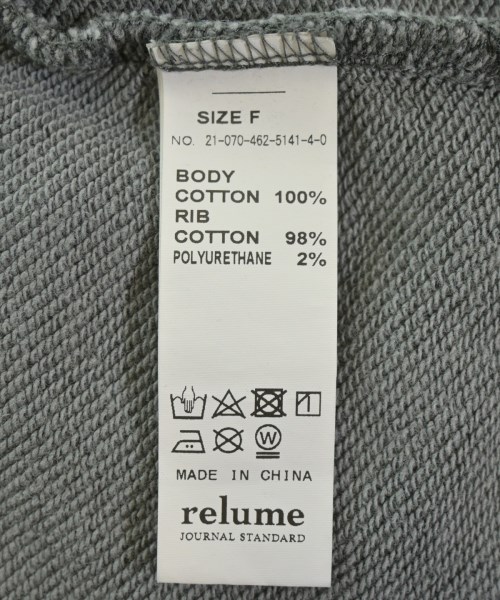 SIZE F
NO. 21-070-462-5141-4-0
BODY
COTTON 100%
RIB
COTTON 98%
POLYURETHANE 2%
W
MADE IN CHINA
relume
JOURNAL STANDARD